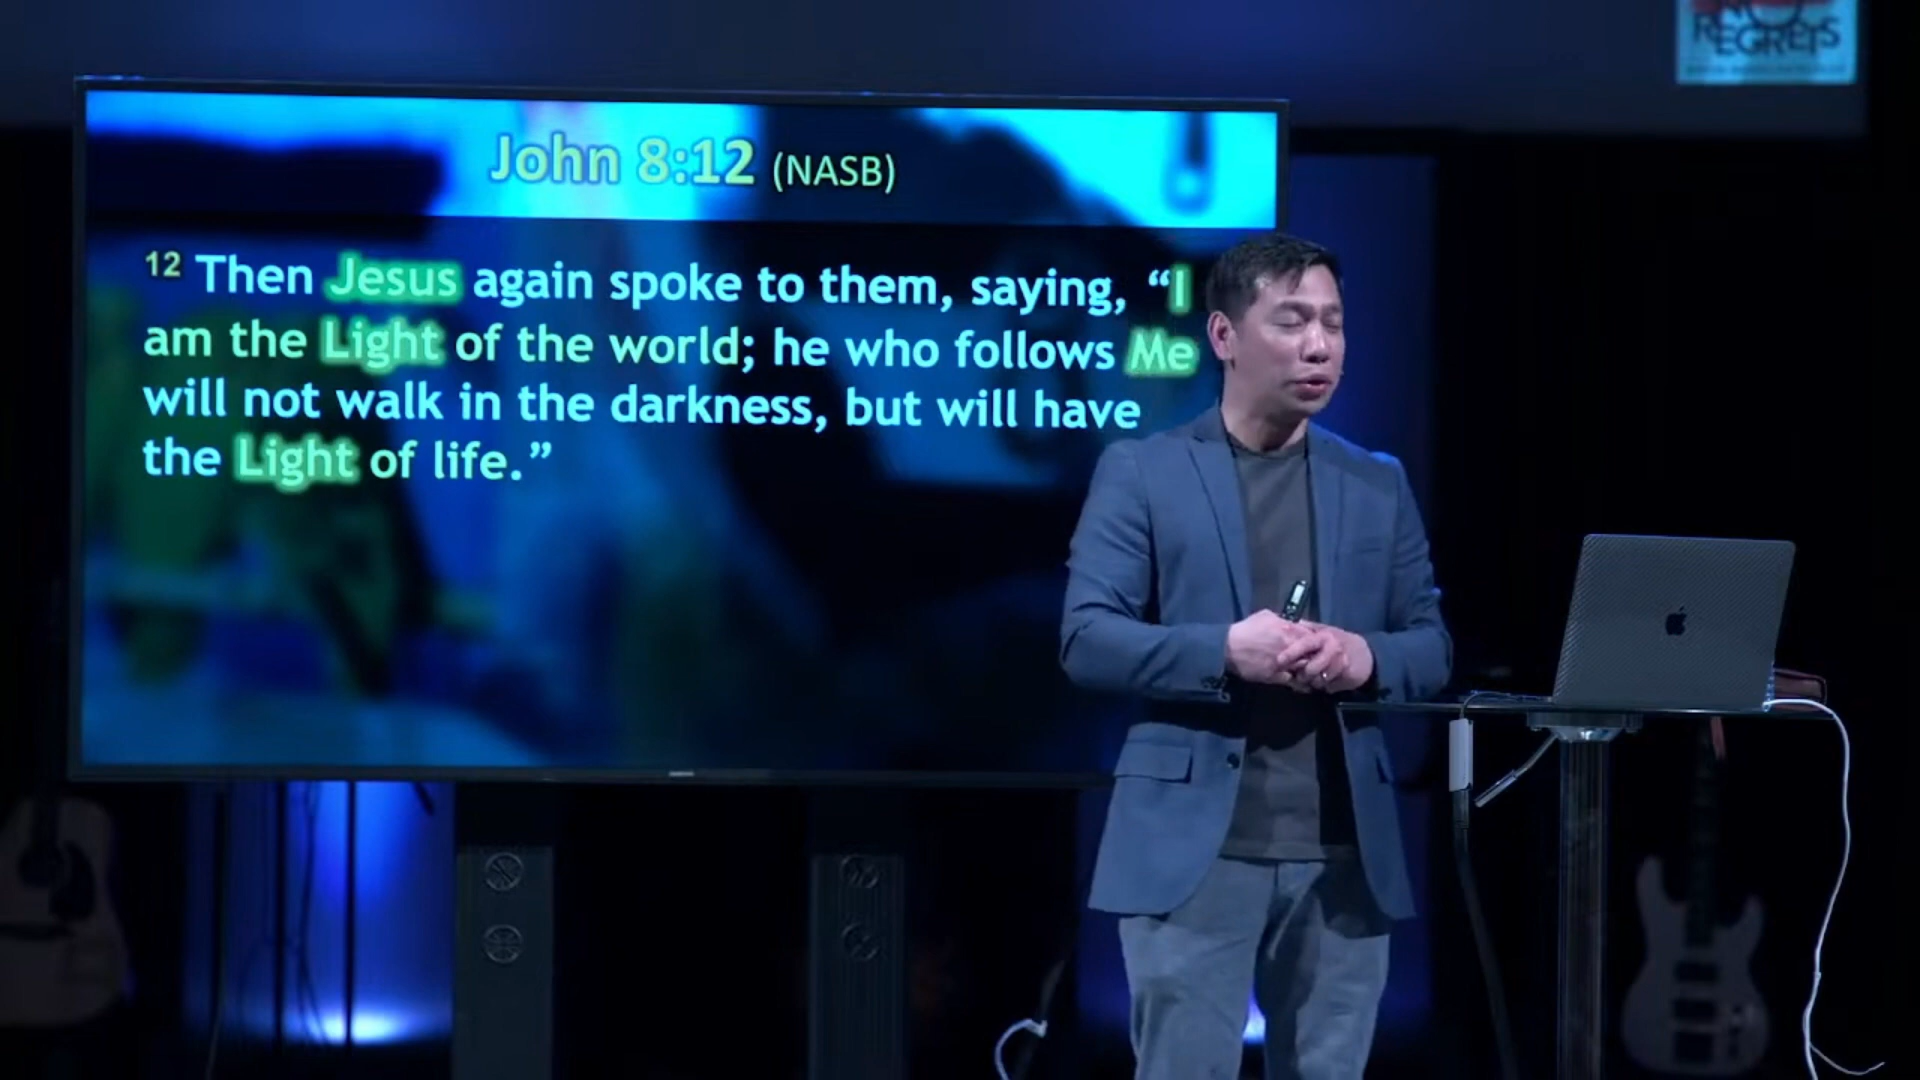 REGRETS
John 8:12 (NASB)
12 Then Jesus again spoke to them, saying, “I
am the Light of the world; he who follows Me
will not walk in the darkness, but will have
the Light of life.”